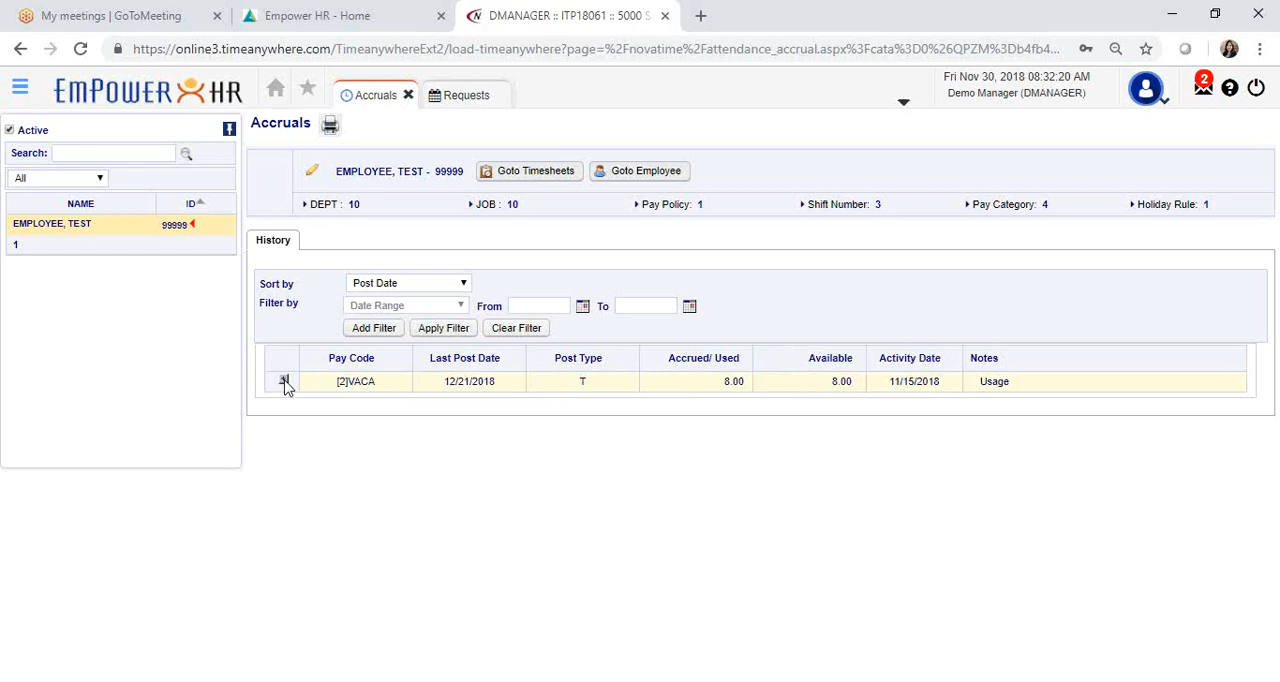 My meetings | GoToMeeting
Empower HR - Home
DMANAGER :: ITP18061 :: 5000 S
https://online3.timeanywhere.com/TimeanywhereExt2/load-timeanywhere?page=%2Fnovatime%2Fattendance_accrual.aspx%3Fcata%3D0%26QPZM%3Db4fb4...
EMPOWER HR
Accruals
Requests
Fri Nov 30, 2018 08:32:20 AM
Demo Manager (DMANAGER)
2
Active
Search:
All
NAME ID
EMPLOYEE, TEST 99999
1
Accruals
EMPLOYEE, TEST - 99999
Goto Timesheets
Goto Employee
DEPT : 10 JOB : 10 Pay Policy: 1 Shift Number: 3 Pay Category: 4 Holiday Rule: 1
History
Sort by Post Date
Filter by Date Range From To
Add Filter Apply Filter Clear Filter
Pay Code Last Post Date Post Type Accrued/ Used Available Activity Date Notes
[2]VACA 12/21/2018 T 8.00 8.00 11/15/2018 Usage